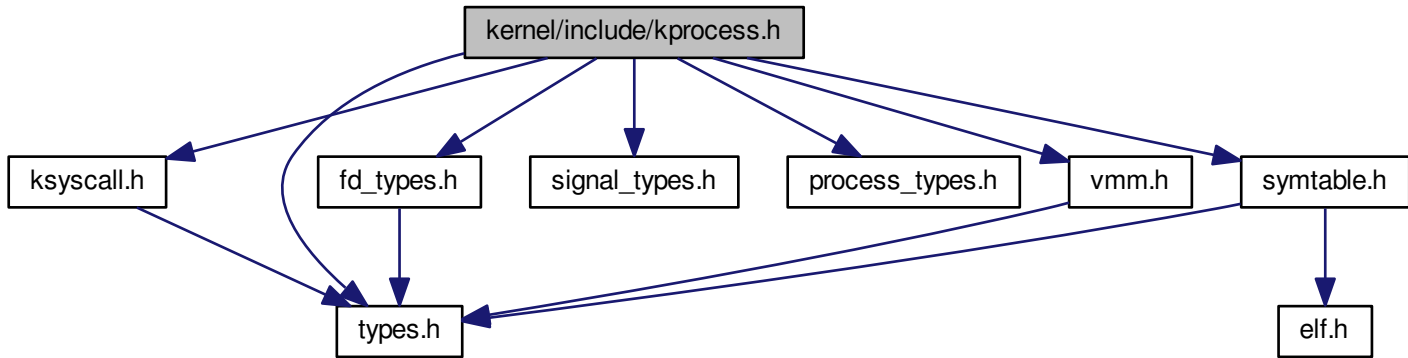 kernel/include/kprocess.h
ksyscall.h
fd_types.h
signal_types.h
process_types.h
vmm.h
symtable.h
types.h
elf.h